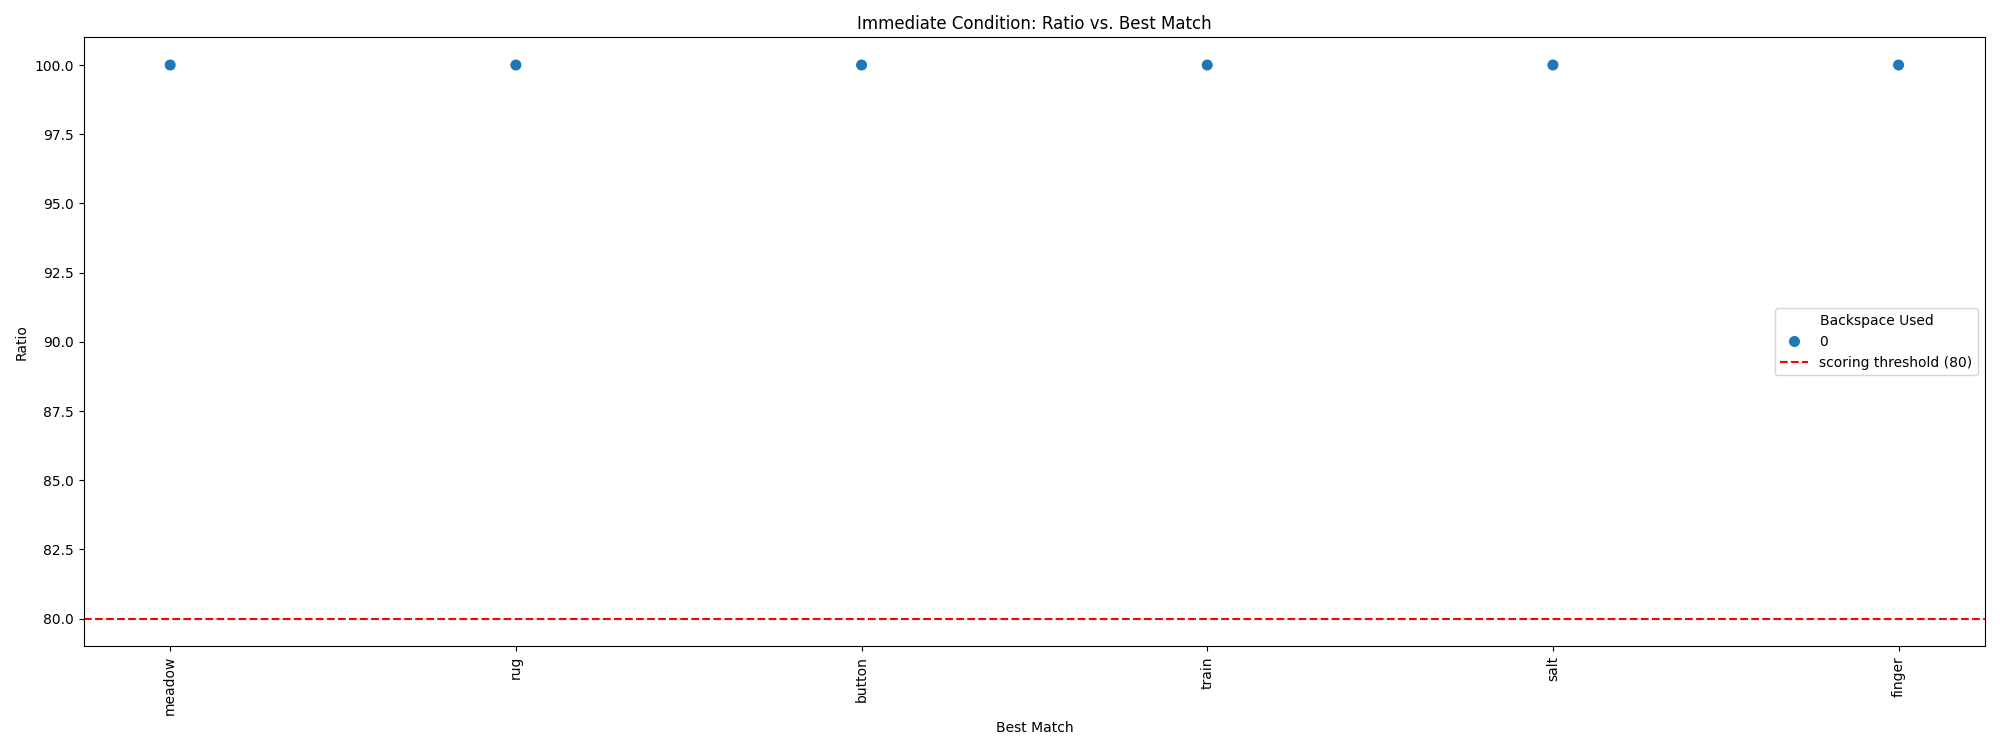 Immediate Condition: Ratio vs. Best Match
100.0
97.5
95.0
92.5
90.0
87.5
85.0
82.5
80.0
Ratio
Backspace Used
0
scoring threshold (80)
meadow
rug
button
train
salt
finger
Best Match